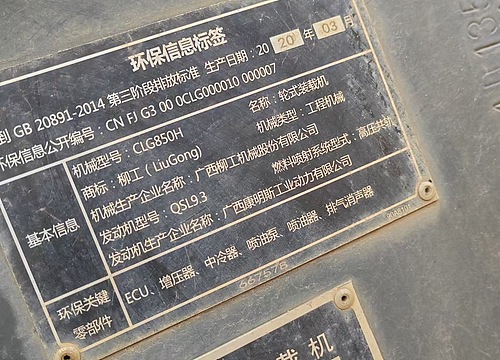 环保信息标签
到 GB 20891-2014 第三阶段排放标准 生产日期：20 20 年 03 月
环保信息公开编号：CN FJ G3 00 0CLG000010 000007
基本信息
机械型号：CLG850H 名称：轮式装载机
商标：柳工（LiuGong） 机械类型：工程机械
机械生产企业名称：广西柳工机械股份有限公司
发动机型号：QSL9.3 燃料喷射系统型式：高压共轨
发动机生产企业名称：广西康明斯工业动力有限公司
环保关键
零部件
ECU、增压器、中冷器、喷油泵、喷油器、排气消声器
667578
载机